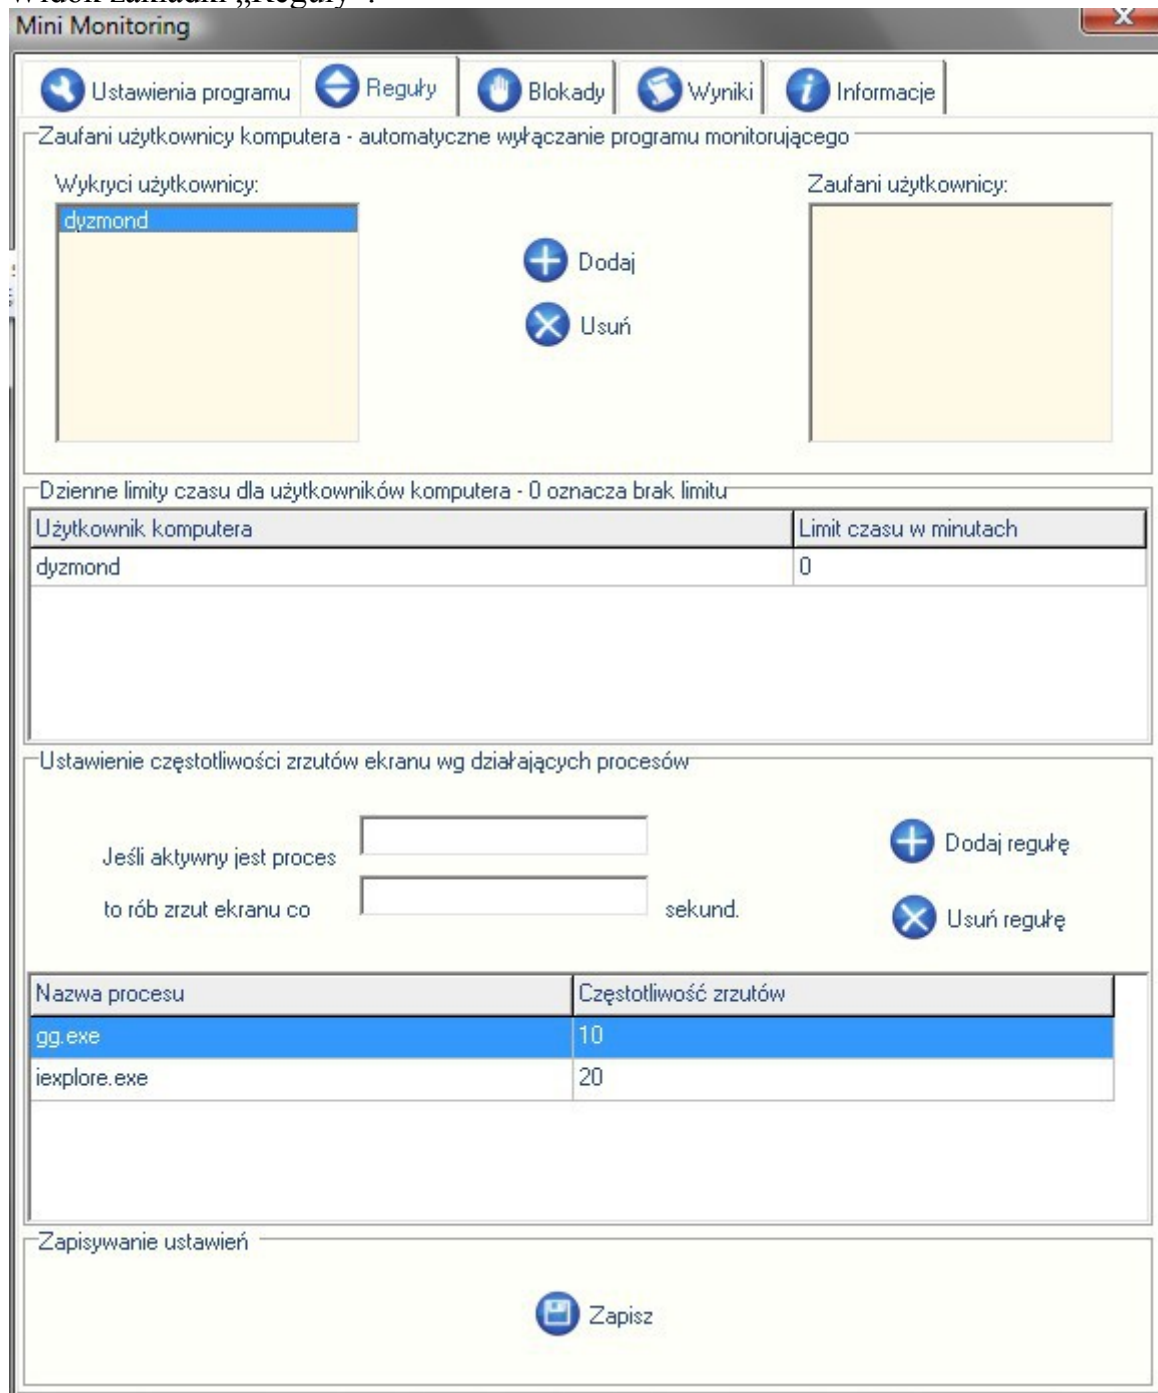 Widok zakładki „Reguły".
Mini Monitoring
Ustawienia programu Reguły Blokady Wyniki Informacje
Zaufani użytkownicy komputera - automatyczne wyłączanie programu monitorującego
Wykryci użytkownicy: Zaufani użytkownicy:
dyzmond
Dodaj
Usuń
Dzienne limity czasu dla użytkowników komputera - 0 oznacza brak limitu
Użytkownik komputera Limit czasu w minutach
dyzmond 0
Ustawienie częstotliwości zrzutów ekranu wg działających procesów
Jeśli aktywny jest proces Dodaj regułę
to rób zrzut ekranu co sekund. Usuń regułę
Nazwa procesu Częstotliwość zrzutów
gg.exe 10
iexplore.exe 20
Zapisywanie ustawień
Zapisz